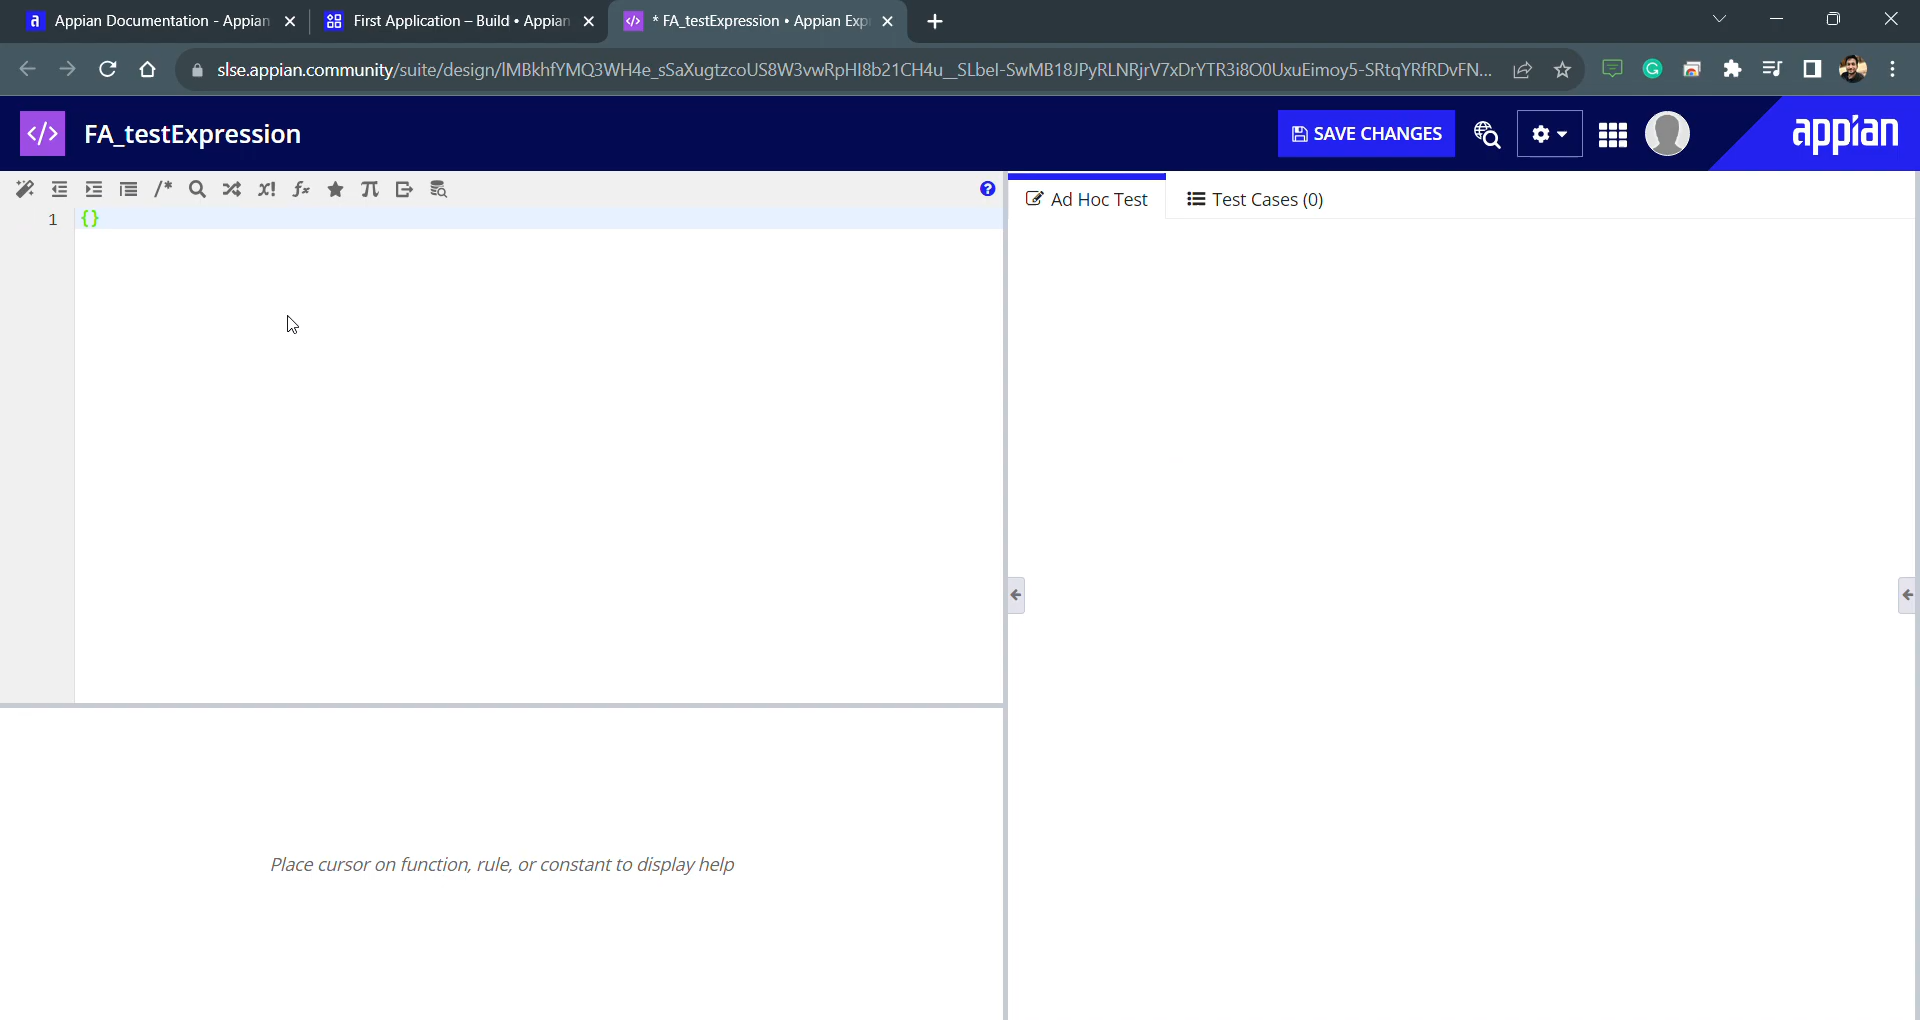 Appian Documentation - Appian
First Application – Build • Appian
* FA_testExpression • Appian Exp
slse.appian.community/suite/design/lMBkhfYMQ3WH4e_sSaXugtzcoUS8W3vwRpHI8b21CH4u__SLbeI-SwMB18JPyRLNRjrV7xDrYTR3i8O0UxuEimoy5-SRtqYRfRDvFN...
FA_testExpression
SAVE CHANGES
appian
Ad Hoc Test
Test Cases (0)
1 {}
Place cursor on function, rule, or constant to display help